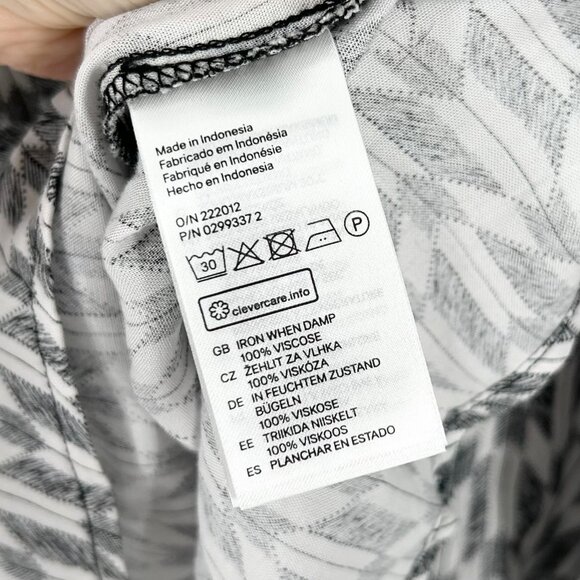 Made in Indonesia
Fabricado em Indonésia
Fabriqué en Indonésie
Hecho en Indonesia
O/N 222012
P/N 0299337 2
30 P
clevercare.info
GB IRON WHEN DAMP
100% VISCOSE
CZ ŽEHLIT ZA VLHKA
100% VISKÓZA
DE IN FEUCHTEM ZUSTAND
BÜGELN
100% VISKOSE
EE TRIIKIDA NIISKELT
100% VISKOOS
ES PLANCHAR EN ESTADO